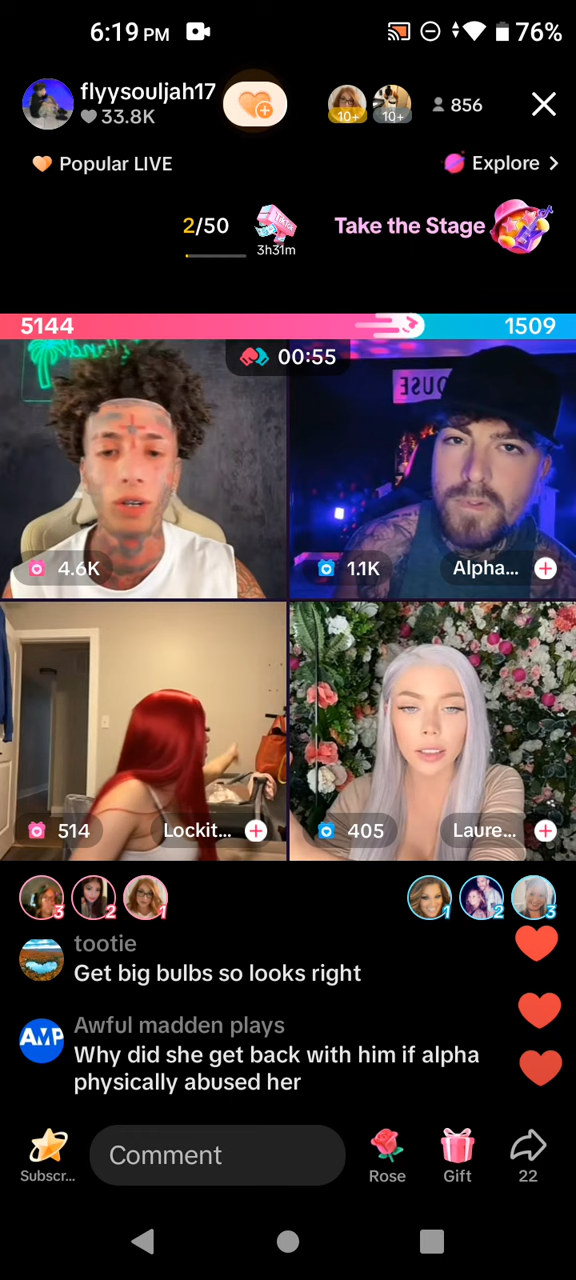 6:19 PM
76%
flyysouljah17
33.8K
10+
10+
856
Popular LIVE
Explore
2/50
TikTok
3h31m
Take the Stage
5144
1509
00:55
4.6K
1.1K
Alpha...
514
Lockit...
405
Laure...
3
2
1
1
2
3
tootie
Get big bulbs so looks right
AMP
Awful madden plays
Why did she get back with him if alpha
physically abused her
Subscr...
Comment
Rose
Gift
22